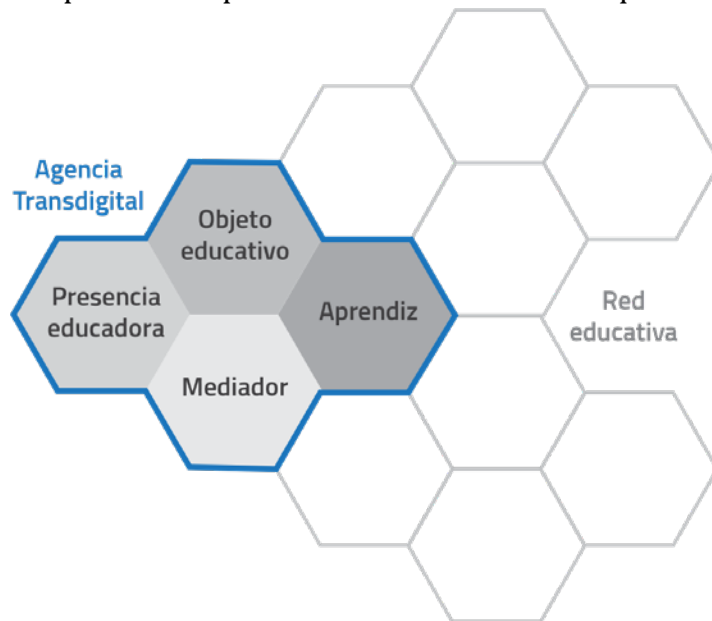 Agencia
Transdigital
Objeto
educativo
Presencia
educadora
Aprendiz
Mediador
Red
educativa